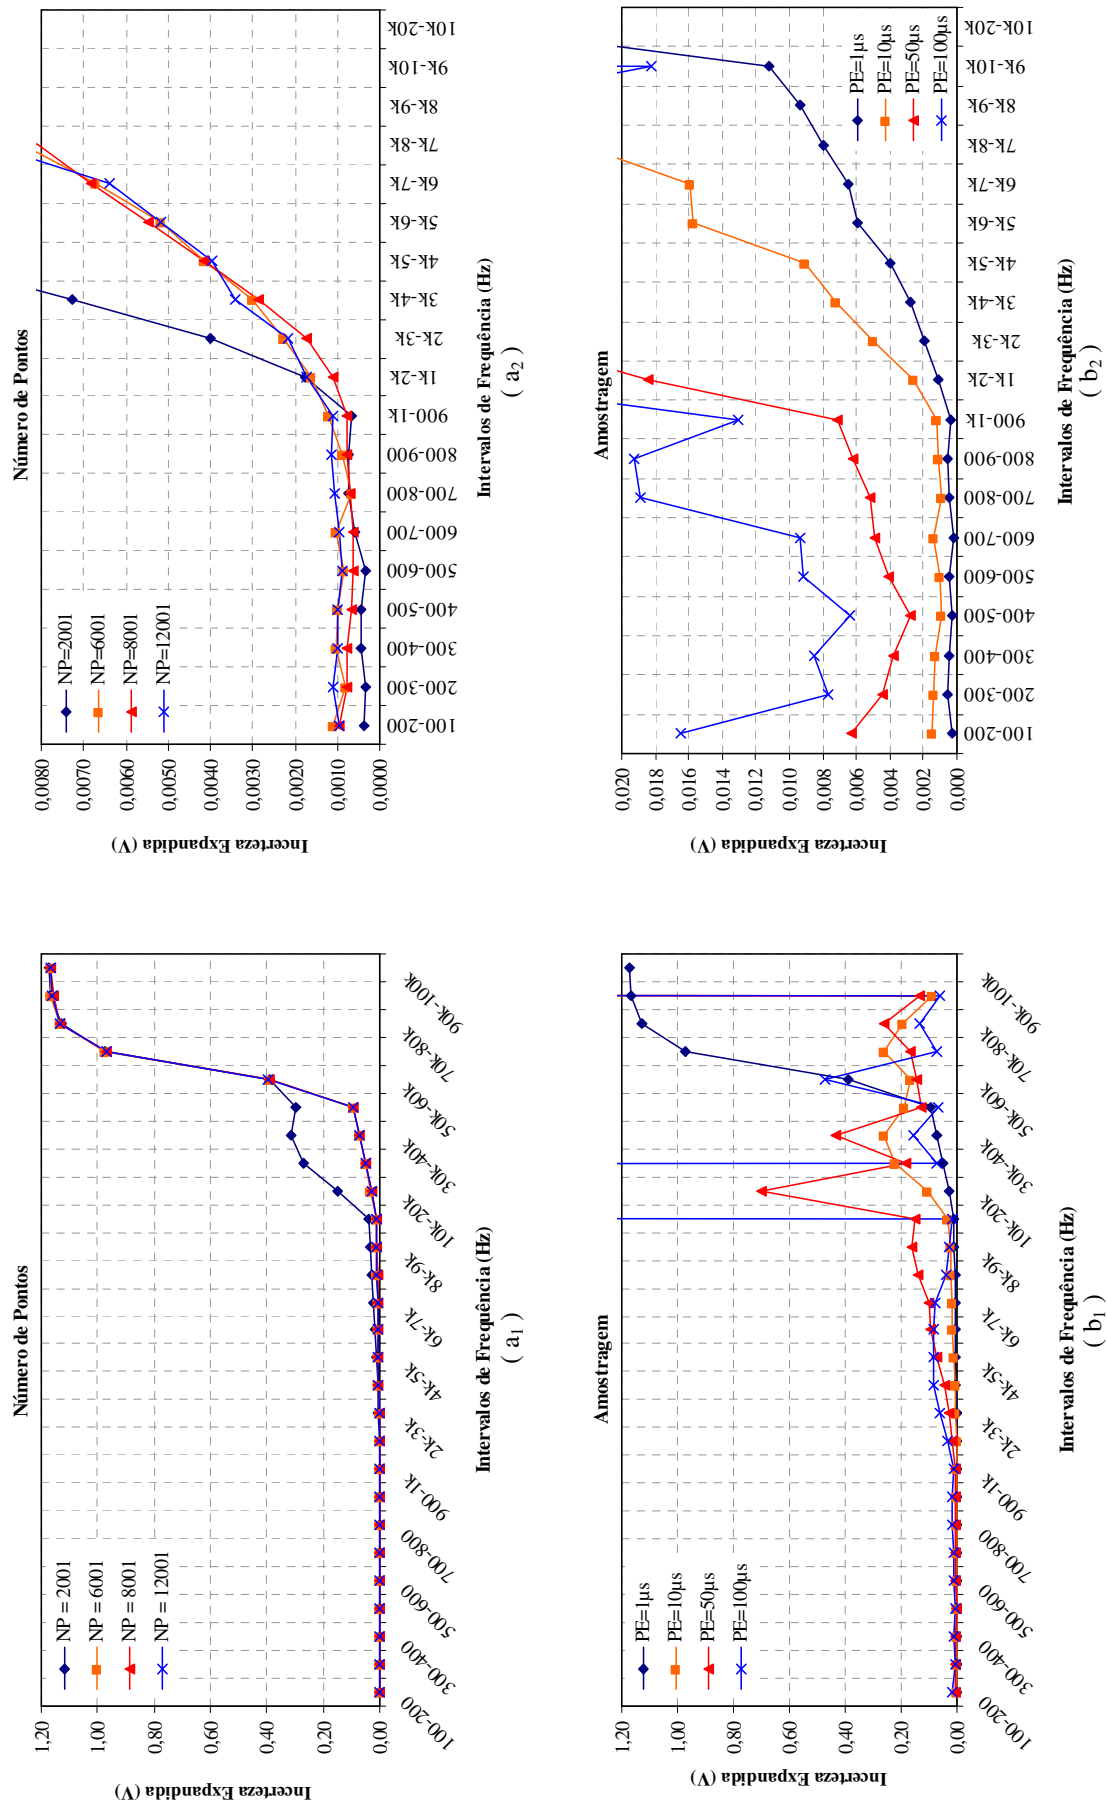 Número de Pontos
Incerteza Expandida (V)
1,20
1,00
0,80
0,60
0,40
0,20
0,00
NP = 2001
NP = 6001
NP = 8001
NP = 12001
100-200
300-400
500-600
700-800
900-1k
2k-3k
4k-5k
6k-7k
8k-9k
10k-20k
30k-40k
50k-60k
70k-80k
90k-100k
Intervalos de Frequência (Hz)
( a1 )
Número de Pontos
Incerteza Expandida (V)
0,0080
0,0070
0,0060
0,0050
0,0040
0,0030
0,0020
0,0010
0,0000
NP=2001
NP=6001
NP=8001
NP=12001
100-200
200-300
300-400
400-500
500-600
600-700
700-800
800-900
900-1k
1k-2k
2k-3k
3k-4k
4k-5k
5k-6k
6k-7k
7k-8k
8k-9k
9k-10k
10k-20k
Intervalos de Frequência (Hz)
( a2 )
Amostragem
Incerteza Expandida (V)
1,20
1,00
0,80
0,60
0,40
0,20
0,00
PE=1µs
PE=10µs
PE=50µs
PE=100µs
100-200
300-400
500-600
700-800
900-1k
2k-3k
4k-5k
6k-7k
8k-9k
10k-20k
30k-40k
50k-60k
70k-80k
90k-100k
Intervalos de Frequência (Hz)
( b1 )
Amostragem
Incerteza Expandida (V)
0,020
0,018
0,016
0,014
0,012
0,010
0,008
0,006
0,004
0,002
0,000
PE=1µs
PE=10µs
PE=50µs
PE=100µs
100-200
200-300
300-400
400-500
500-600
600-700
700-800
800-900
900-1k
1k-2k
2k-3k
3k-4k
4k-5k
5k-6k
6k-7k
7k-8k
8k-9k
9k-10k
10k-20k
Intervalos de Frequência (Hz)
( b2 )